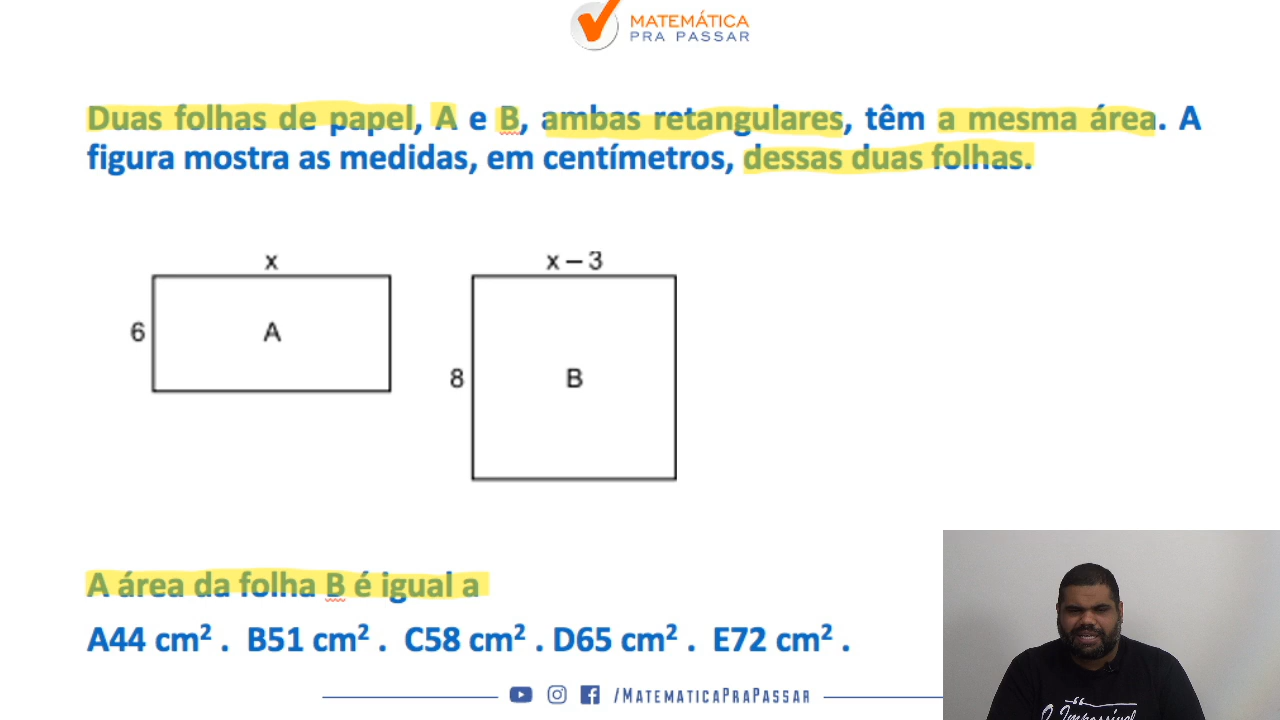 MATEMÁTICA
PRA PASSAR
Duas folhas de papel, A e B, ambas retangulares, têm a mesma área. A
figura mostra as medidas, em centímetros, dessas duas folhas.
x
x – 3
6
A
8
B
A área da folha B é igual a
A44 cm² . B51 cm² . C58 cm² . D65 cm² . E72 cm² .
/MATEMATICAPRAPASSAR
“
O Impossível